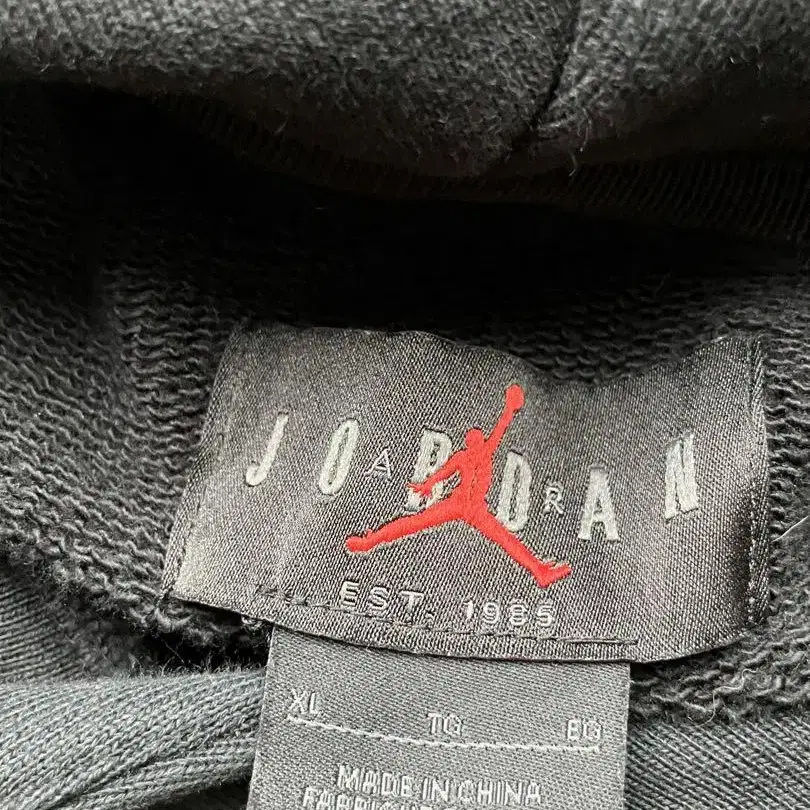 JORDAN
AIR
EST. 1985
XL TG EG
MADE IN CHINA